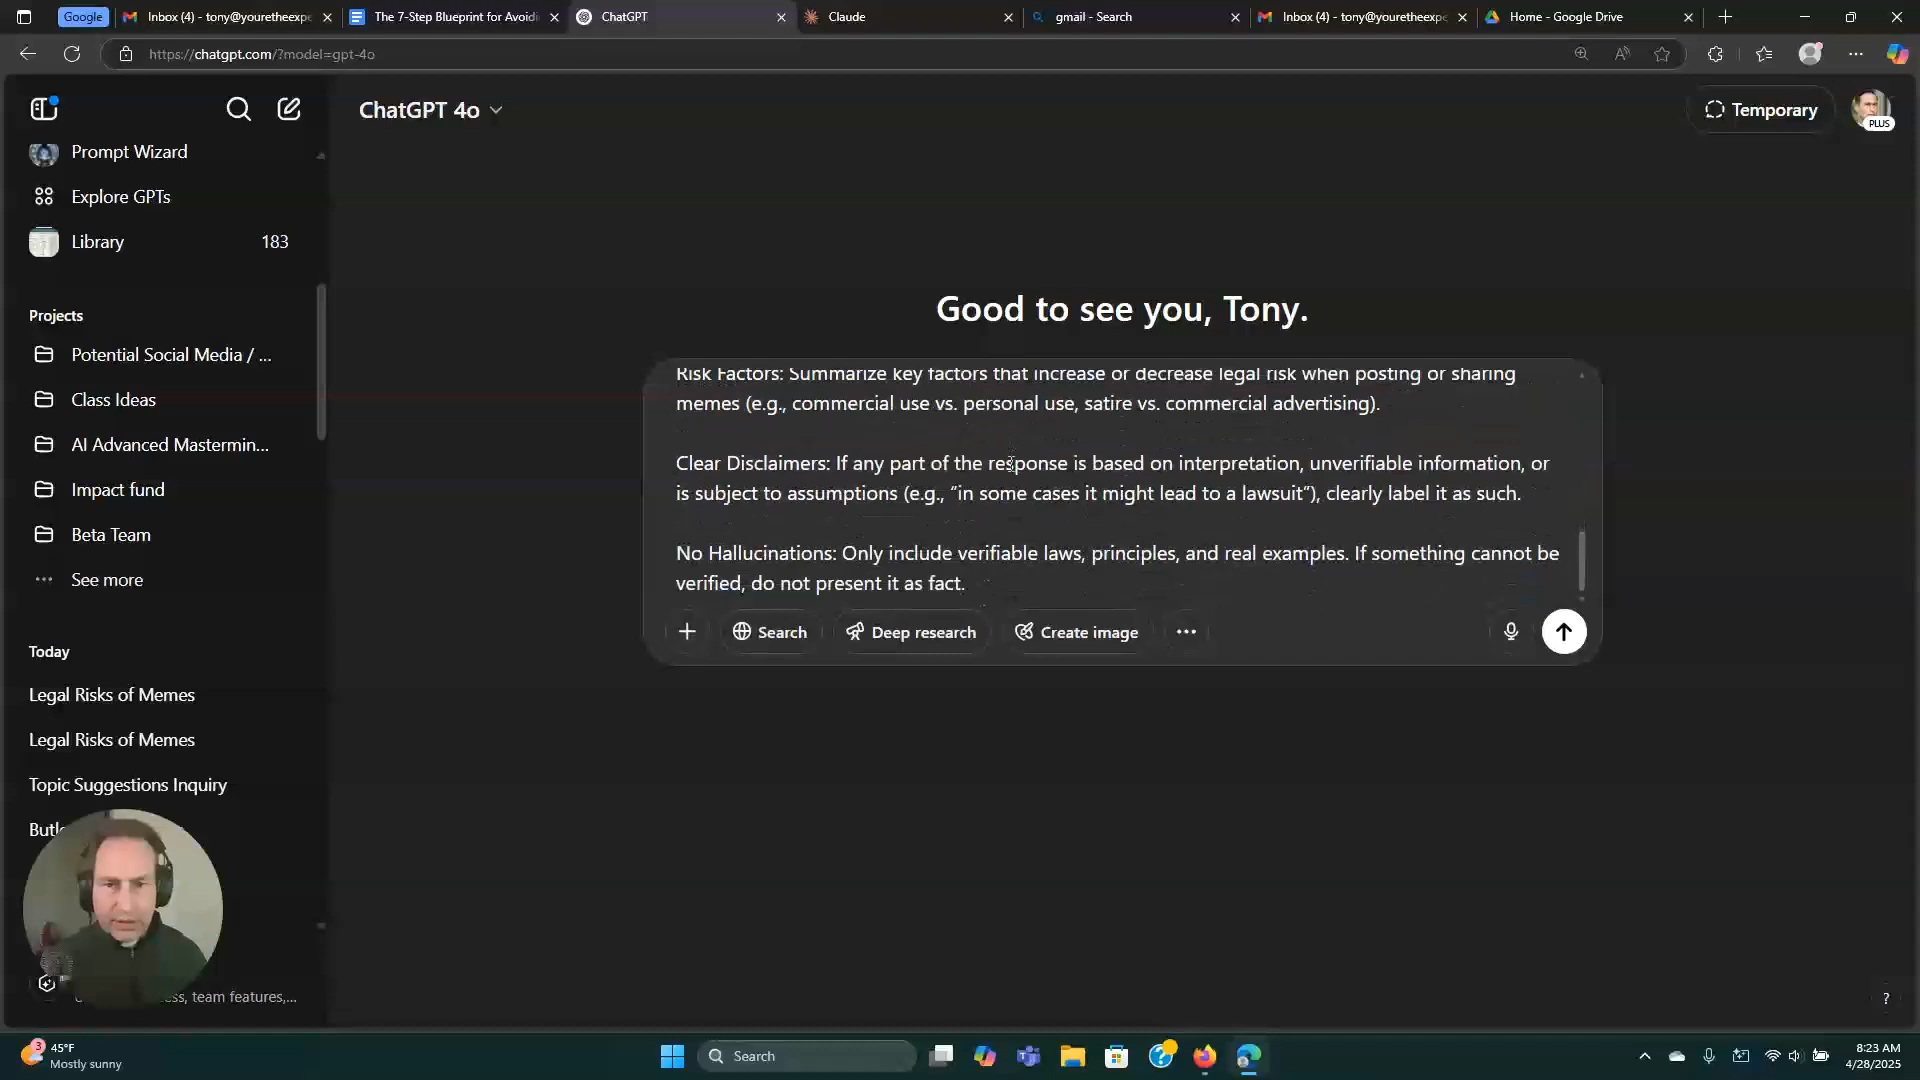 Google
Inbox (4) - tony@youretheexpe
The 7-Step Blueprint for Avoidi
ChatGPT
Claude
gmail - Search
Inbox (4) - tony@youretheexpe
Home - Google Drive
https://chatgpt.com/?model=gpt-4o
ChatGPT 4o
Temporary
PLUS
Prompt Wizard
Explore GPTs
Library
183
Projects
Potential Social Media / ...
Class Ideas
AI Advanced Mastermin...
Impact fund
Beta Team
See more
Today
Legal Risks of Memes
Legal Risks of Memes
Topic Suggestions Inquiry
ess, team features,...
Good to see you, Tony.
Risk Factors: Summarize key factors that increase or decrease legal risk when posting or sharing
memes (e.g., commercial use vs. personal use, satire vs. commercial advertising).
Clear Disclaimers: If any part of the response is based on interpretation, unverifiable information, or
is subject to assumptions (e.g., “in some cases it might lead to a lawsuit”), clearly label it as such.
No Hallucinations: Only include verifiable laws, principles, and real examples. If something cannot be
verified, do not present it as fact.
Search
Deep research
Create image
?
3
45°F
Mostly sunny
Search
8:23 AM
4/28/2025